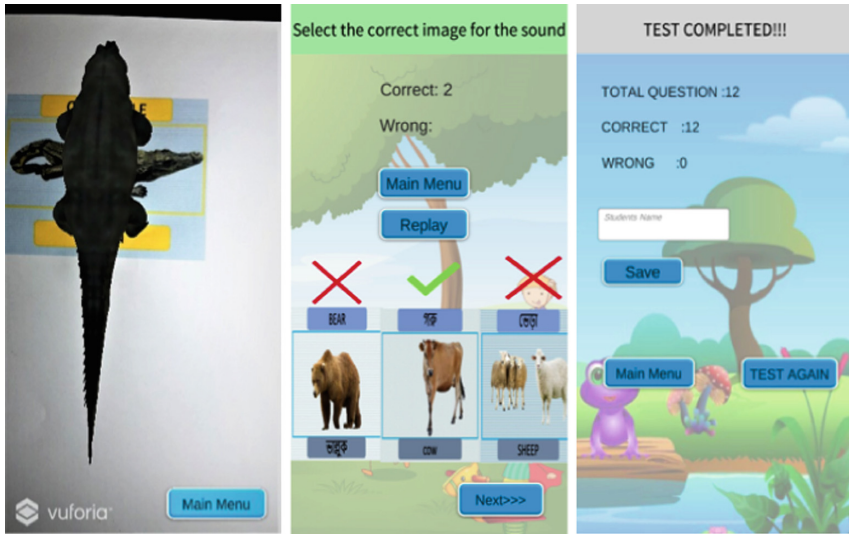 vuforia
Main Menu
Select the correct image for the sound
Correct: 2
Wrong:
Main Menu
Replay
BEAR
গরু
ভেড়া
ভাল্লুক
COW
SHEEP
Next>>>
TEST COMPLETED!!!
TOTAL QUESTION :12
CORRECT :12
WRONG :0
Students Name
Save
Main Menu
TEST AGAIN